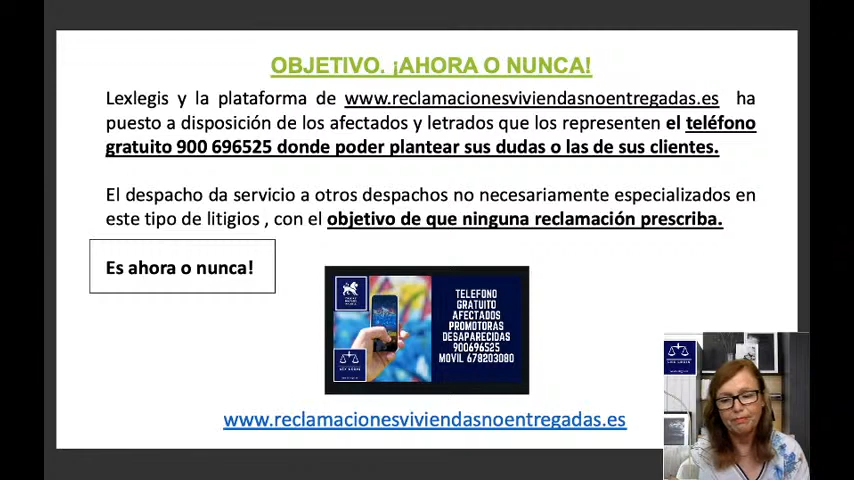 OBJETIVO. ¡AHORA O NUNCA!
Lexlegis y la plataforma de www.reclamacionesviviendasnoentregadas.es ha
puesto a disposición de los afectados y letrados que los representen el teléfono
gratuito 900 696525 donde poder plantear sus dudas o las de sus clientes.
El despacho da servicio a otros despachos no necesariamente especializados en
este tipo de litigios , con el objetivo de que ninguna reclamación prescriba.
Es ahora o nunca!
TELEFONO
GRATUITO
AFECTADOS
PROMOTORAS
DESAPARECIDAS
900696525
MOVIL 678203080
www.reclamacionesviviendasnoentregadas.es